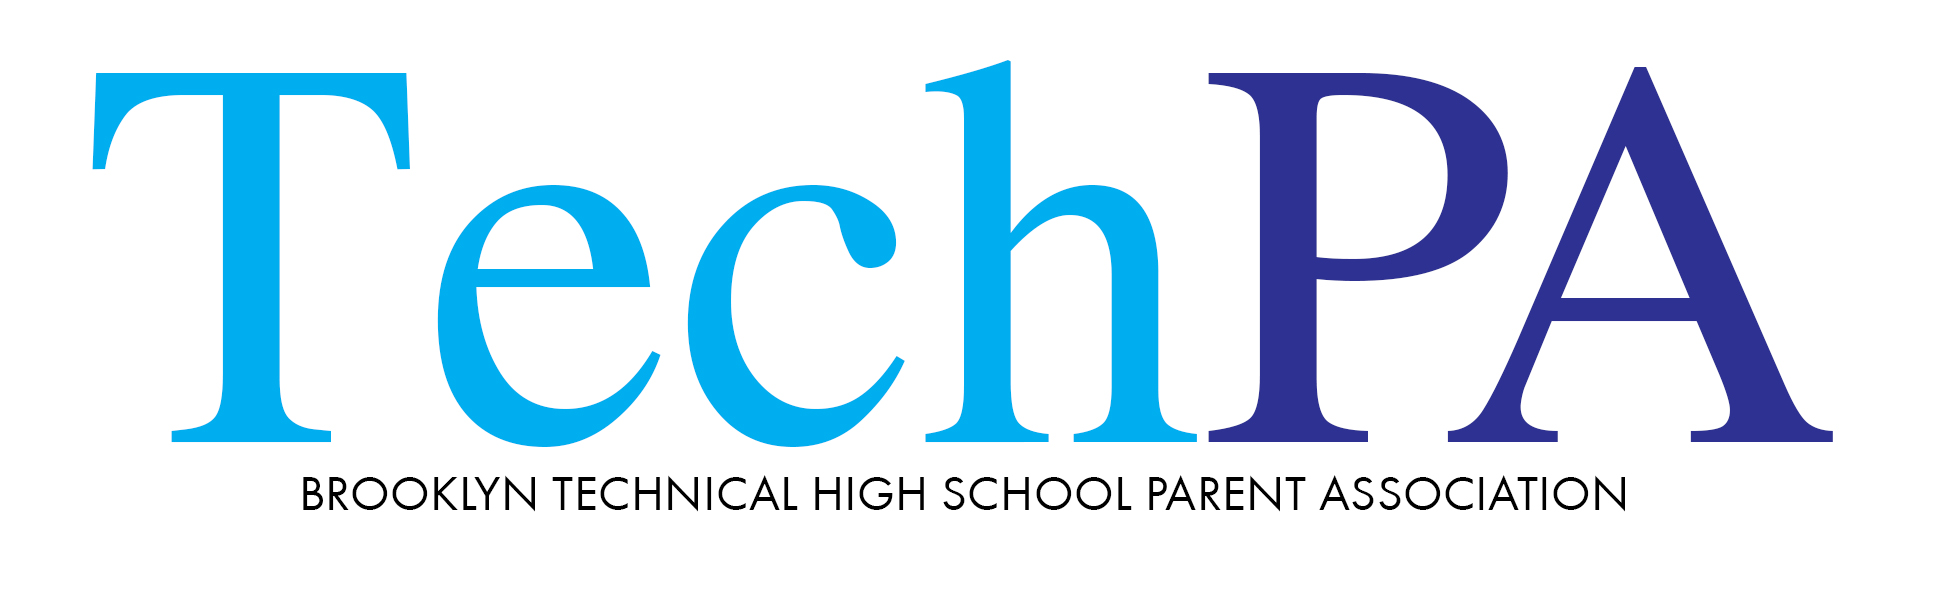 TechPA
BROOKLYN TECHNICAL HIGH SCHOOL PARENT ASSOCIATION